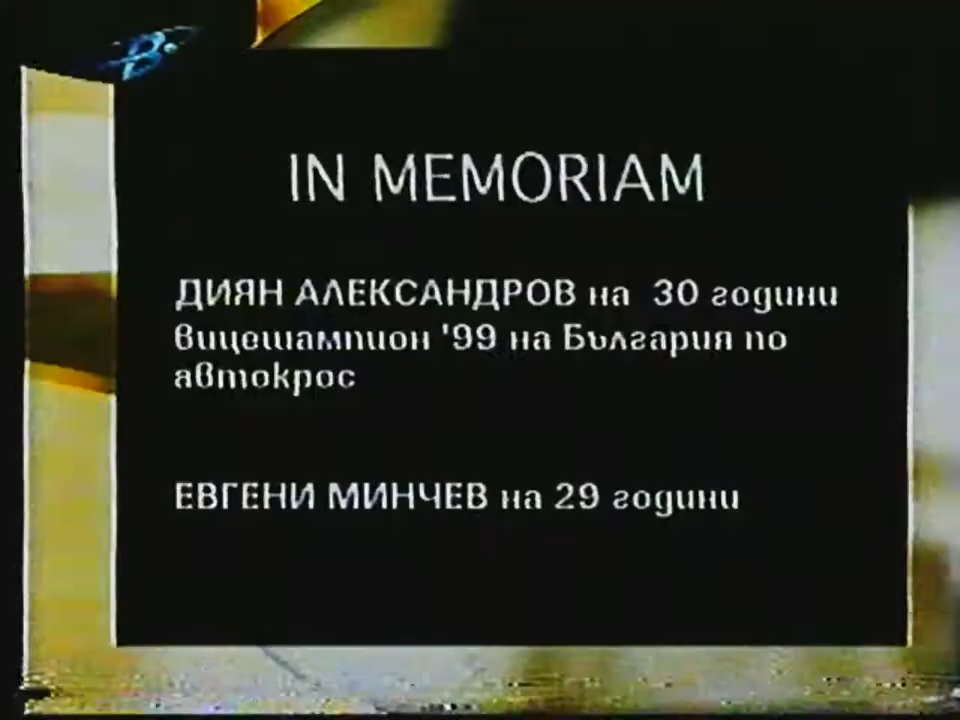 IN MEMORIAM
ДИЯН АЛЕКСАНДРОВ на 30 години
вицешампион '99 на България по
автокрос
ЕВГЕНИ МИНЧЕВ на 29 години